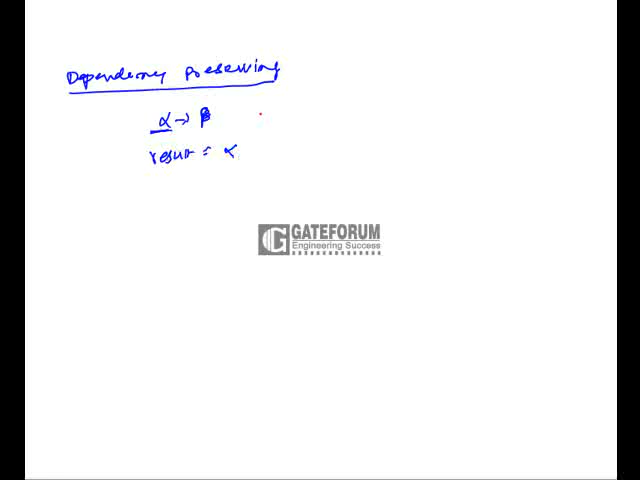 Dependency Preserving
α → β
result = α
GATEFORUM
Engineering Success